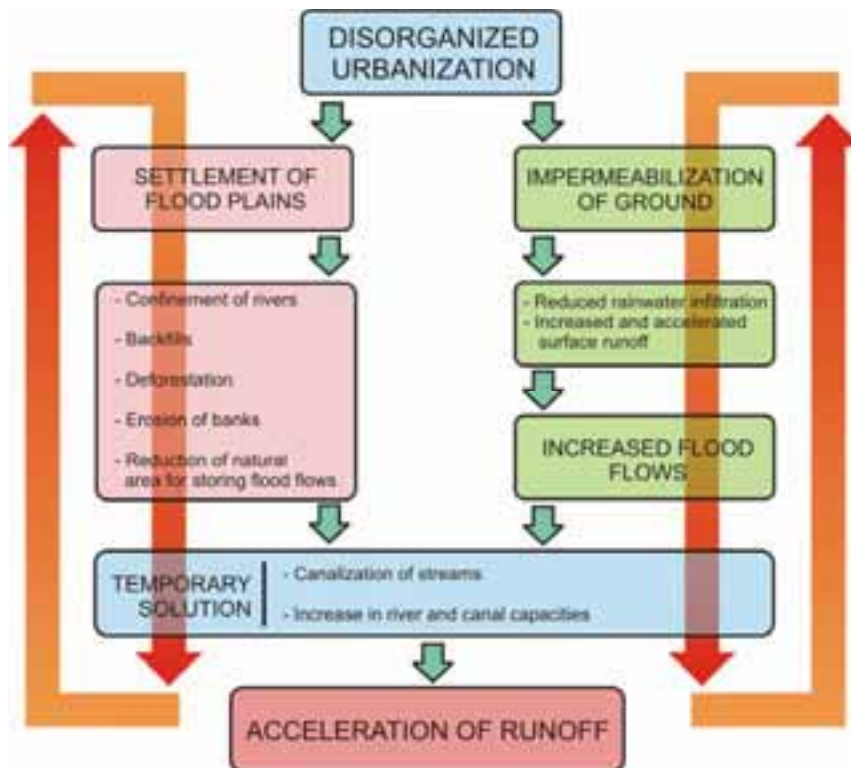 DISORGANIZED
URBANIZATION
SETTLEMENT OF
FLOOD PLAINS
- Confinement of rivers
- Backfills
- Deforestation
- Erosion of banks
- Reduction of natural
area for storing flood flows
IMPERMEABILIZATION
OF GROUND
- Reduced rainwater infiltration
- Increased and accelerated
surface runoff
INCREASED FLOOD
FLOWS
TEMPORARY
SOLUTION
- Canalization of streams
- Increase in river and canal capacities
ACCELERATION OF RUNOFF